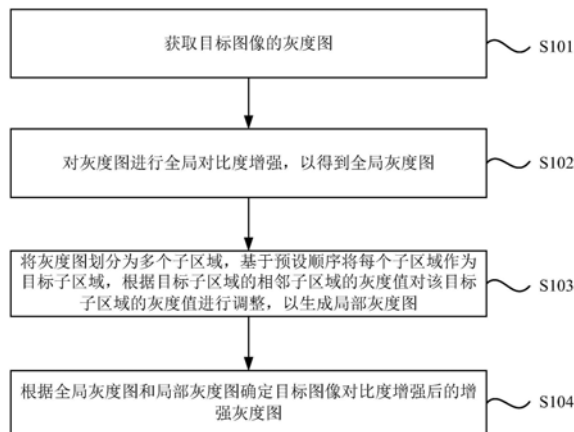 获取目标图像的灰度图
S101
对灰度图进行全局对比度增强，以得到全局灰度图
S102
将灰度图划分为多个子区域，基于预设顺序将每个子区域作为
目标子区域，根据目标子区域的相邻子区域的灰度值对该目标
子区域的灰度值进行调整，以生成局部灰度图
S103
根据全局灰度图和局部灰度图确定目标图像对比度增强后的增
强灰度图
S104